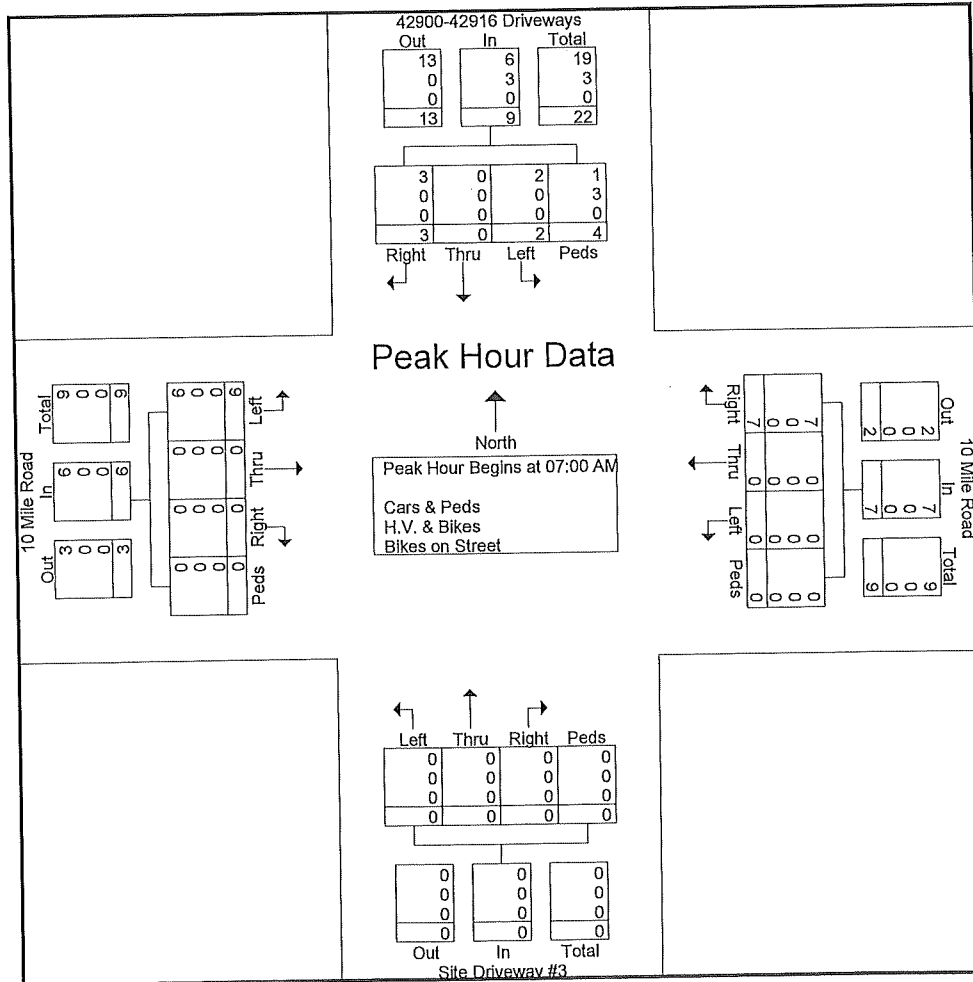 42900-42916 Driveways
Out In Total
13 6 19
0 3 3
0 0 0
13 9 22
3 0 2 1
0 0 0 3
0 0 0 0
3 0 2 4
Right Thru Left Peds
Peak Hour Data
North
Peak Hour Begins at 07:00 AM
Cars & Peds
H.V. & Bikes
Bikes on Street
10 Mile Road
Out In Total
3 6 9
0 0 0
0 0 0
3 6 9
0 0 0 6
0 0 0 0
0 0 0 0
0 0 0 6
Peds Right Thru Left
10 Mile Road
Out In Total
2 7 9
0 0 0
0 0 0
2 7 9
7 0 0 0
0 0 0 0
0 0 0 0
7 0 0 0
Right Thru Left Peds
Left Thru Right Peds
0 0 0 0
0 0 0 0
0 0 0 0
0 0 0 0
0 0 0
0 0 0
0 0 0
0 0 0
Out In Total
Site Driveway #3